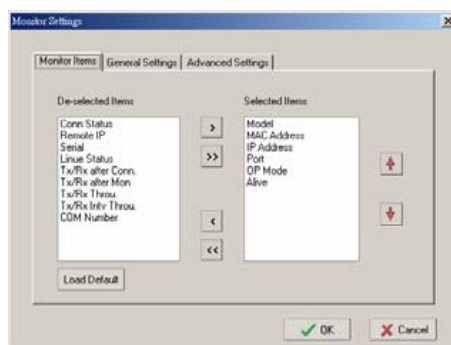 Monitor Settings
Monitor Items General Settings Advanced Settings
De-selected Items
Conn Status
Remote IP
Serial
Linue Status
Tx/Rx after Conn.
Tx/Rx after Mon
Tx/Rx Throu.
Tx/Rx Intv Throu.
COM Number
>
>>
<
<<
Selected Items
Model
MAC Address
IP Address
Port
OP Mode
Alive
Load Default
OK Cancel